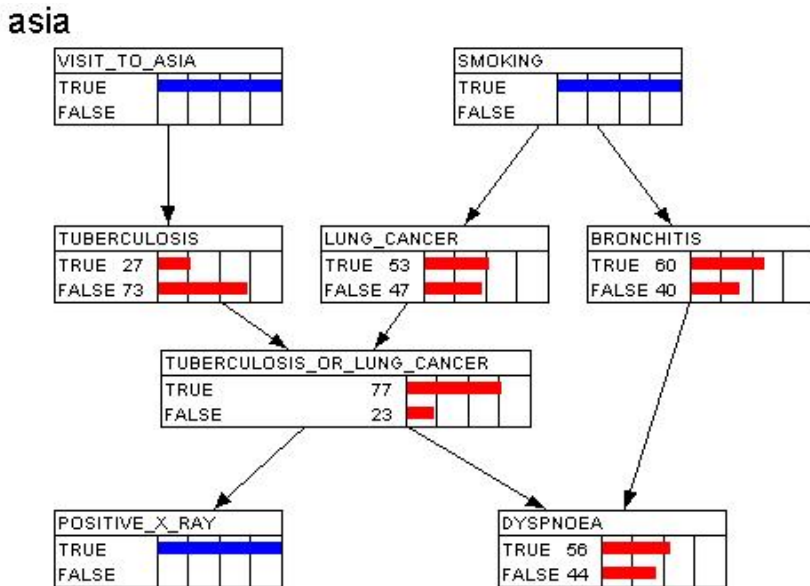 asia
VISIT_TO_ASIA
TRUE
FALSE
SMOKING
TRUE
FALSE
TUBERCULOSIS
TRUE 27
FALSE 73
LUNG_CANCER
TRUE 53
FALSE 47
BRONCHITIS
TRUE 60
FALSE 40
TUBERCULOSIS_OR_LUNG_CANCER
TRUE 77
FALSE 23
POSITIVE_X_RAY
TRUE
FALSE
DYSPNOEA
TRUE 56
FALSE 44